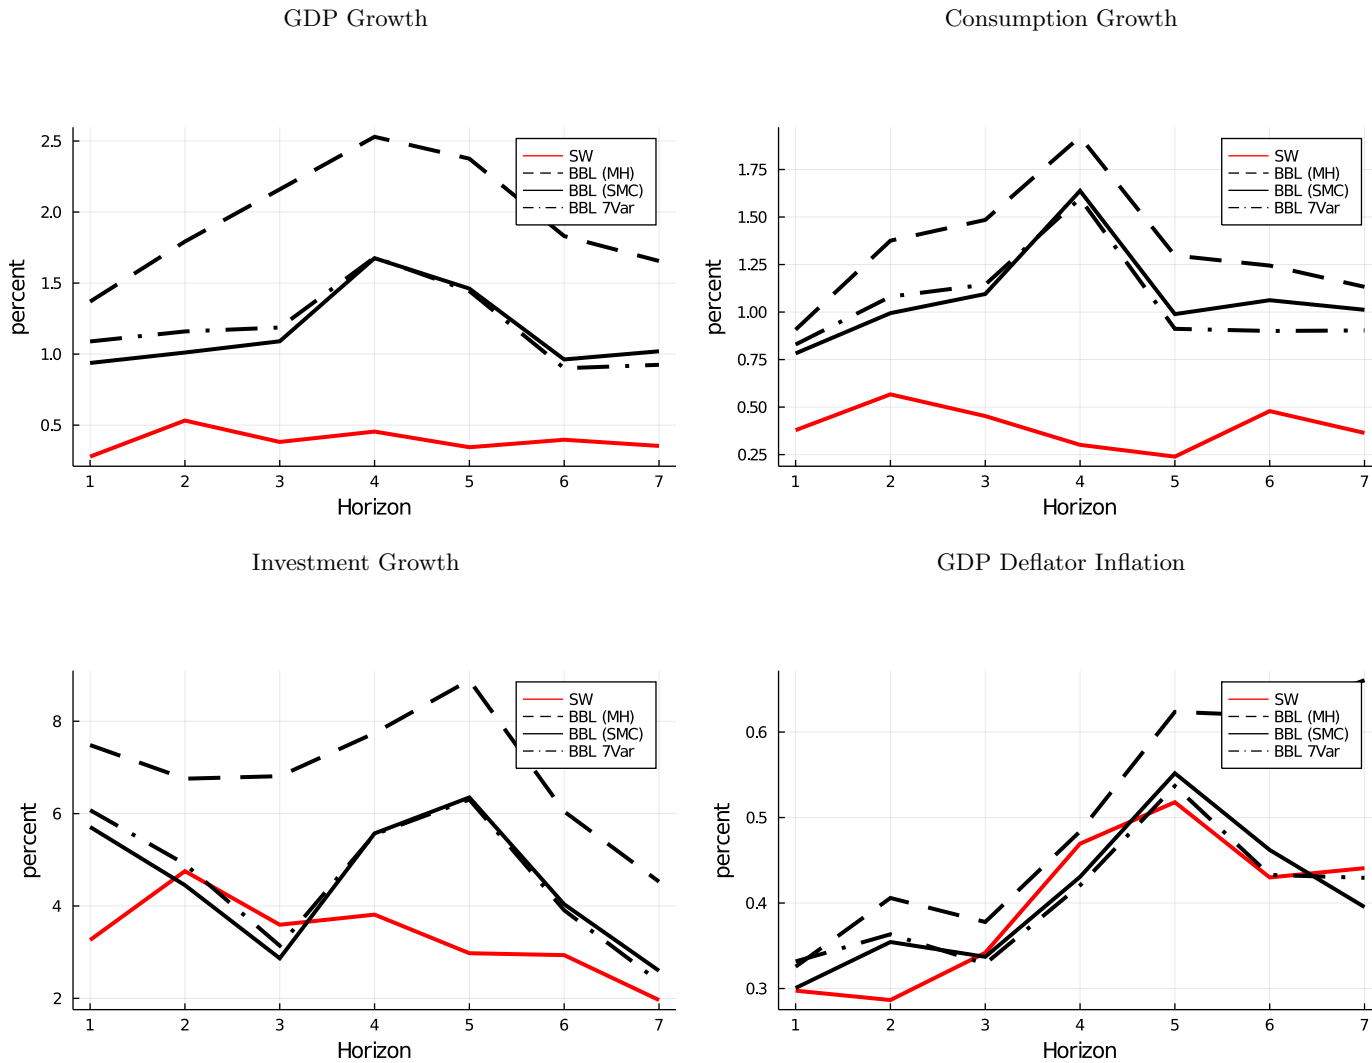 GDP Growth
percent
2.5
2.0
1.5
1.0
0.5
SW
BBL (MH)
BBL (SMC)
BBL 7Var
1 2 3 4 5 6 7
Horizon
Consumption Growth
percent
1.75
1.50
1.25
1.00
0.75
0.50
0.25
SW
BBL (MH)
BBL (SMC)
BBL 7Var
1 2 3 4 5 6 7
Horizon
Investment Growth
percent
8
6
4
2
SW
BBL (MH)
BBL (SMC)
BBL 7Var
1 2 3 4 5 6 7
Horizon
GDP Deflator Inflation
percent
0.6
0.5
0.4
0.3
SW
BBL (MH)
BBL (SMC)
BBL 7Var
1 2 3 4 5 6 7
Horizon